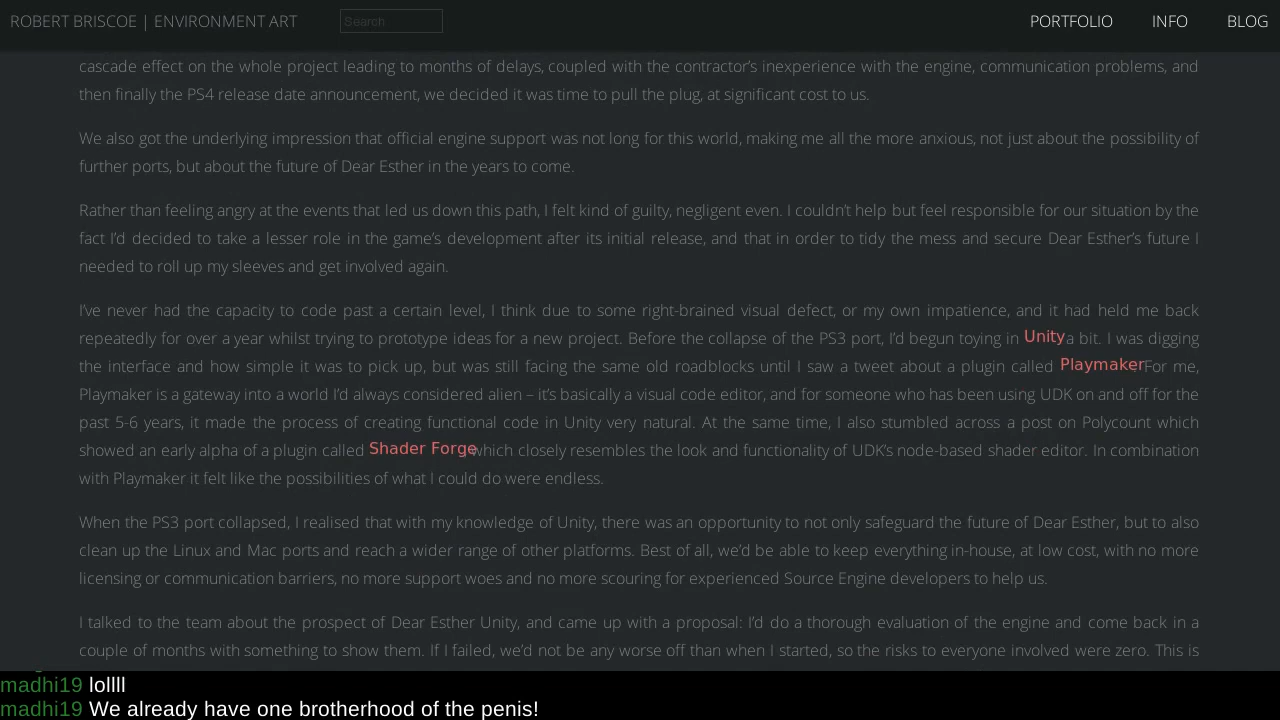 ROBERT BRISCOE | ENVIRONMENT ART Search PORTFOLIO INFO BLOG
cascade effect on the whole project leading to months of delays, coupled with the contractor's inexperience with the engine, communication problems, and
then finally the PS4 release date announcement, we decided it was time to pull the plug, at significant cost to us.
We also got the underlying impression that official engine support was not long for this world, making me all the more anxious, not just about the possibility of
further ports, but about the future of Dear Esther in the years to come.
Rather than feeling angry at the events that led us down this path, I felt kind of guilty, negligent even. I couldn't help but feel responsible for our situation by the
fact I'd decided to take a lesser role in the game's development after its initial release, and that in order to tidy the mess and secure Dear Esther's future I
needed to roll up my sleeves and get involved again.
I've never had the capacity to code past a certain level, I think due to some right-brained visual defect, or my own impatience, and it had held me back
repeatedly for over a year whilst trying to prototype ideas for a new project. Before the collapse of the PS3 port, I'd begun toying in Unity a bit. I was digging
the interface and how simple it was to pick up, but was still facing the same old roadblocks until I saw a tweet about a plugin called Playmaker For me,
Playmaker is a gateway into a world I'd always considered alien – it's basically a visual code editor, and for someone who has been using UDK on and off for the
past 5-6 years, it made the process of creating functional code in Unity very natural. At the same time, I also stumbled across a post on Polycount which
showed an early alpha of a plugin called Shader Forge which closely resembles the look and functionality of UDK's node-based shader editor. In combination
with Playmaker it felt like the possibilities of what I could do were endless.
When the PS3 port collapsed, I realised that with my knowledge of Unity, there was an opportunity to not only safeguard the future of Dear Esther, but to also
clean up the Linux and Mac ports and reach a wider range of other platforms. Best of all, we'd be able to keep everything in-house, at low cost, with no more
licensing or communication barriers, no more support woes and no more scouring for experienced Source Engine developers to help us.
I talked to the team about the prospect of Dear Esther Unity, and came up with a proposal: I'd do a thorough evaluation of the engine and come back in a
couple of months with something to show them. If I failed, we'd not be any worse off than when I started, so the risks to everyone involved were zero. This is
madhi19 lollll
madhi19 We already have one brotherhood of the penis!